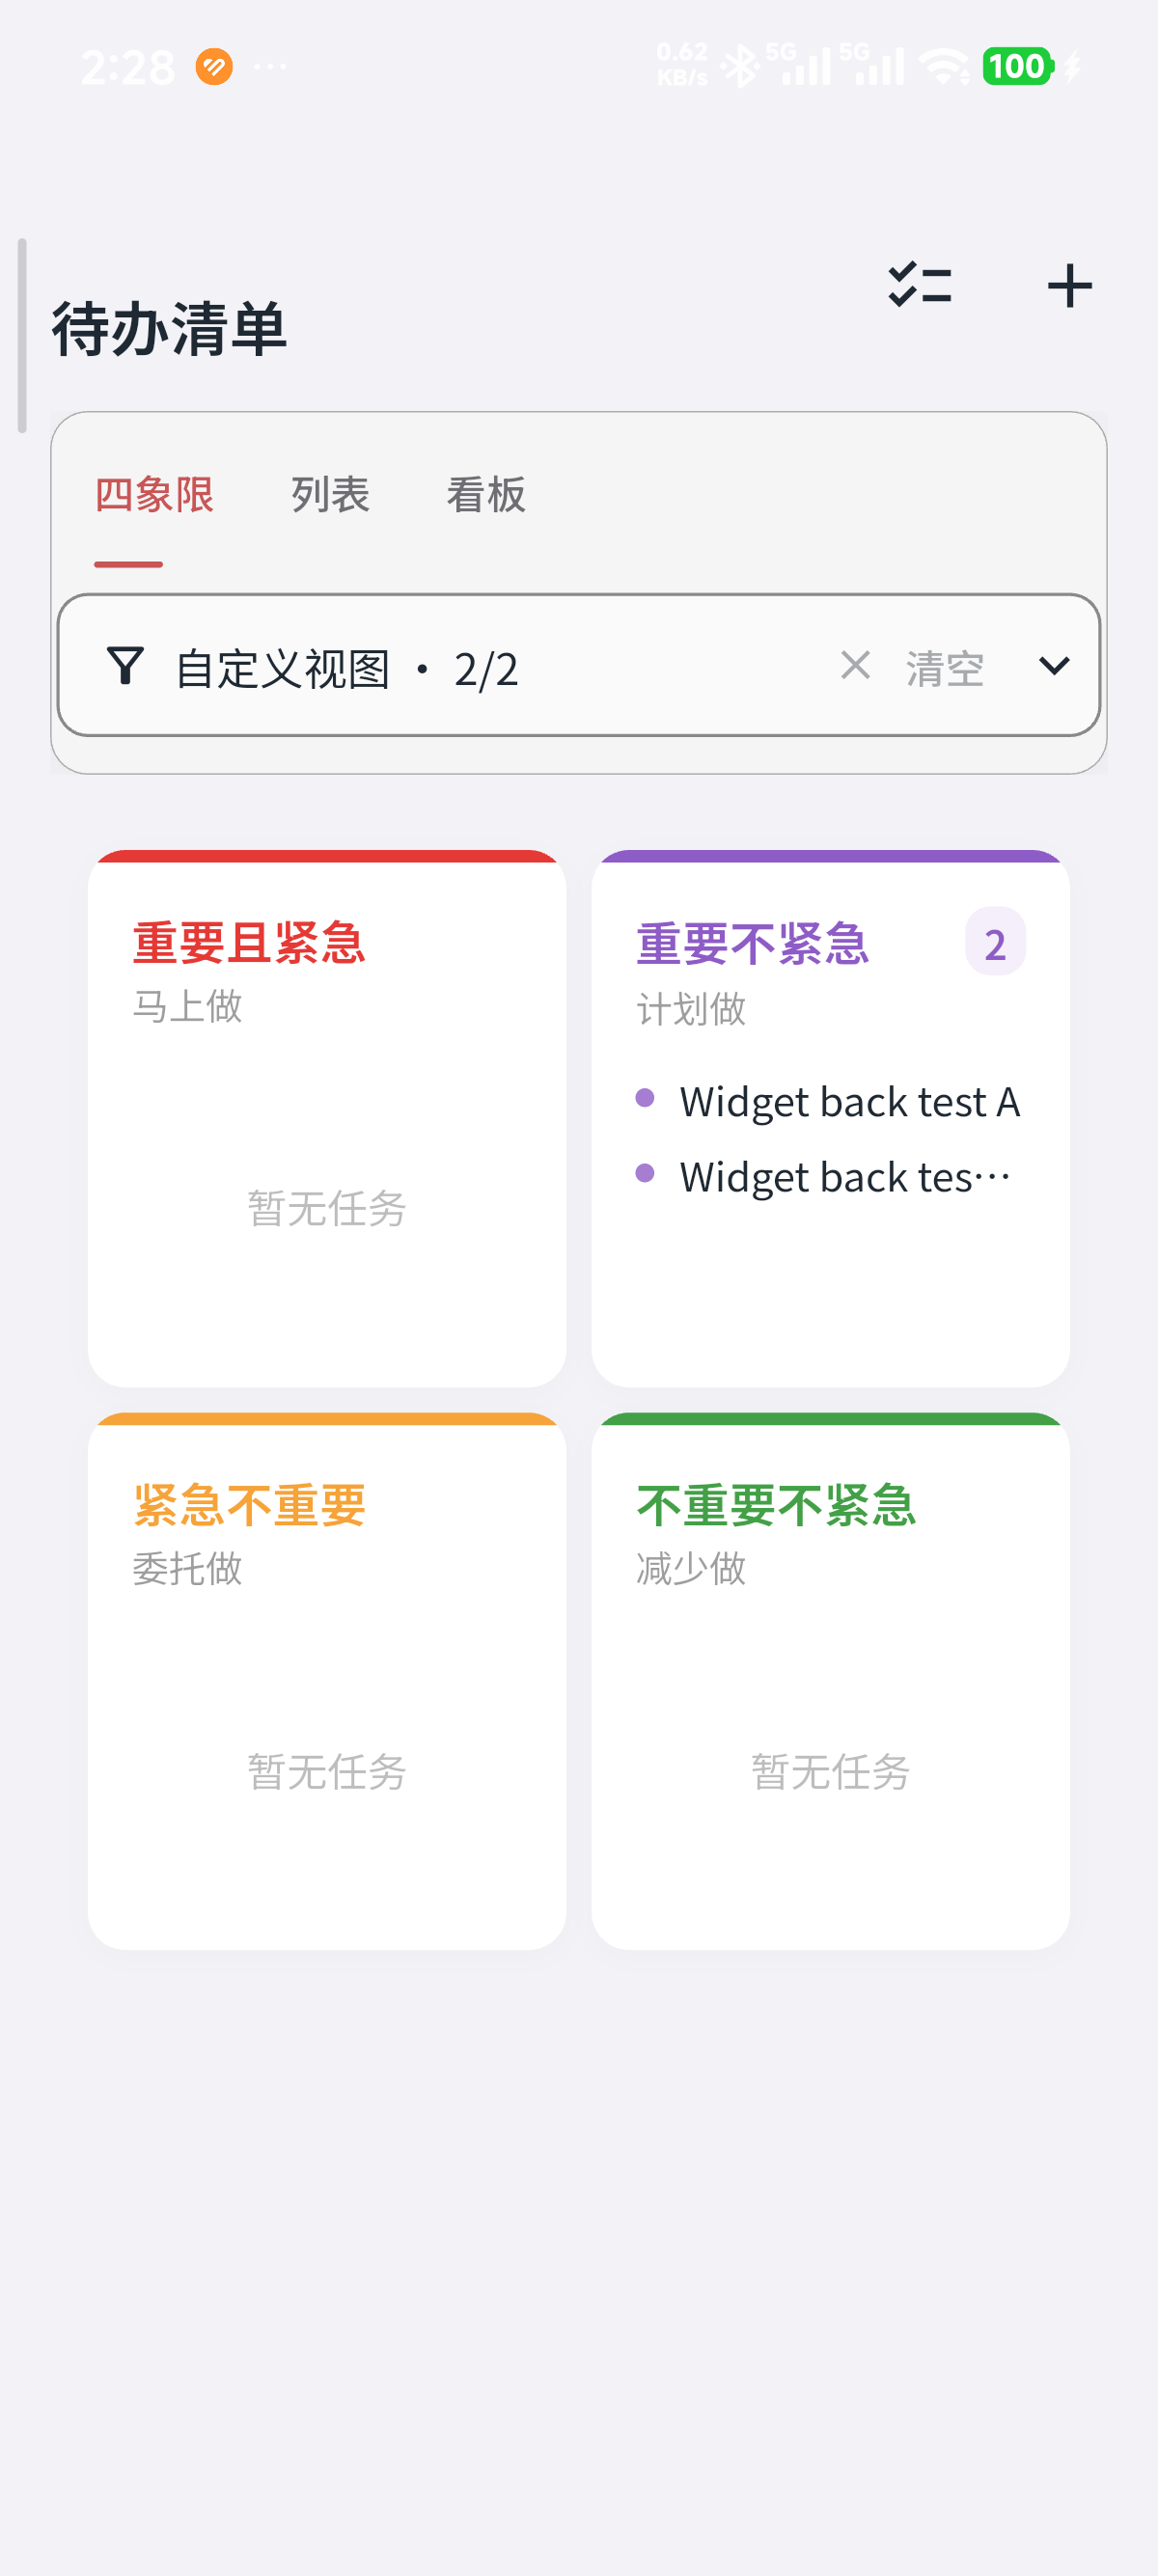 2:28 ...
0.62 KB/s 5G 5G 100
待办清单
四象限 列表 看板
自定义视图 · 2/2 清空
重要且紧急
马上做
暂无任务
重要不紧急 2
计划做
Widget back test A
Widget back tes…
紧急不重要
委托做
暂无任务
不重要不紧急
减少做
暂无任务